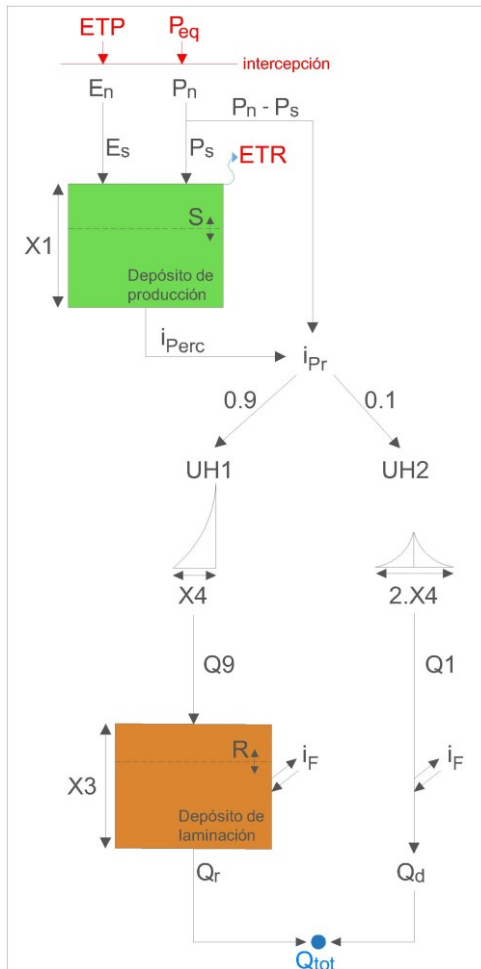 ETP
Peq
intercepción
En
Pn
Pn - Ps
Es
Ps
ETR
X1
S
Depósito de
producción
iPerc
iPr
0.9
0.1
UH1
UH2
X4
2.X4
Q9
Q1
X3
R
iF
iF
Depósito de
laminación
Qr
Qd
Qtot